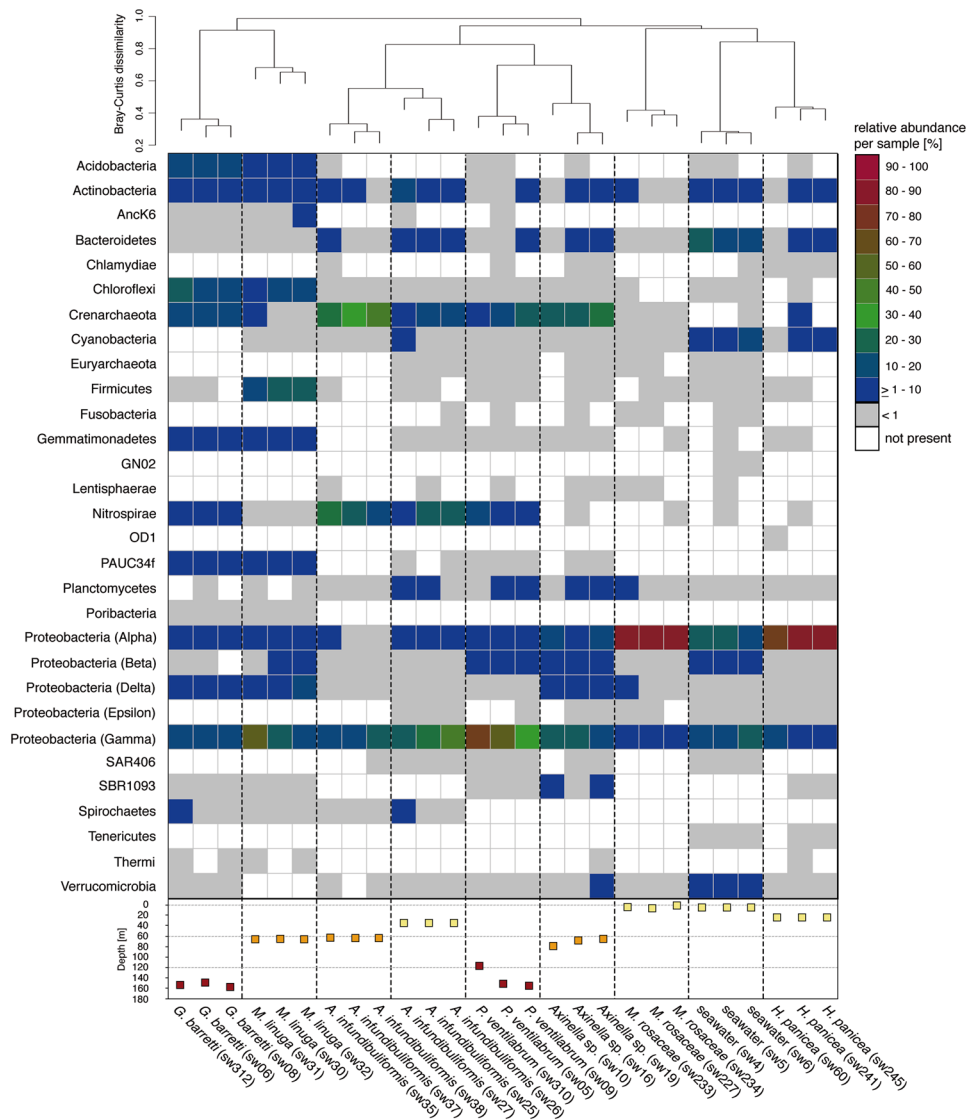 Bray-Curtis dissimilarity
1.0
0.8
0.6
0.4
0.2
relative abundance
per sample [%]
90 - 100
80 - 90
70 - 80
60 - 70
50 - 60
40 - 50
30 - 40
20 - 30
10 - 20
≥ 1 - 10
< 1
not present
Acidobacteria
Actinobacteria
AncK6
Bacteroidetes
Chlamydiae
Chloroflexi
Crenarchaeota
Cyanobacteria
Euryarchaeota
Firmicutes
Fusobacteria
Gemmatimonadetes
GN02
Lentisphaerae
Nitrospirae
OD1
PAUC34f
Planctomycetes
Poribacteria
Proteobacteria (Alpha)
Proteobacteria (Beta)
Proteobacteria (Delta)
Proteobacteria (Epsilon)
Proteobacteria (Gamma)
SAR406
SBR1093
Spirochaetes
Tenericutes
Thermi
Verrucomicrobia
Depth [m]
0
20
40
60
80
100
120
140
160
180
G. barretti (sw312)
G. barretti (sw06)
G. barretti (sw08)
M. lingua (sw31)
M. lingua (sw30)
M. lingua (sw32)
A. infundibuliformis (sw35)
A. infundibuliformis (sw37)
A. infundibuliformis (sw38)
A. infundibuliformis (sw27)
A. infundibuliformis (sw25)
A. infundibuliformis (sw26)
P. ventilabrum (sw310)
P. ventilabrum (sw05)
P. ventilabrum (sw09)
Axinella sp. (sw10)
Axinella sp. (sw16)
Axinella sp. (sw19)
M. rosaceae (sw233)
M. rosaceae (sw227)
M. rosaceae (sw234)
seawater (sw4)
seawater (sw5)
seawater (sw6)
H. panicea (sw60)
H. panicea (sw241)
H. panicea (sw245)